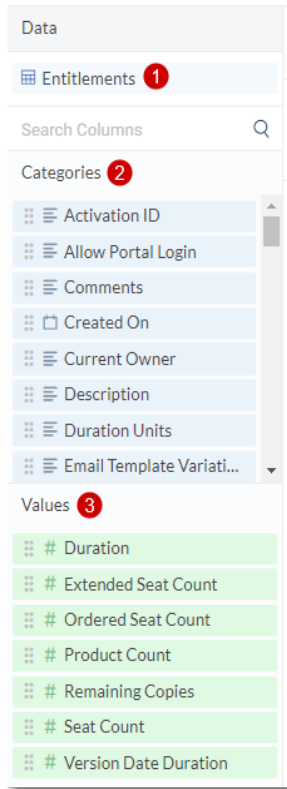 Data
Entitlements 1
Search Columns
Categories 2
Activation ID
Allow Portal Login
Comments
Created On
Current Owner
Description
Duration Units
Email Template Variati...
Values 3
# Duration
# Extended Seat Count
# Ordered Seat Count
# Product Count
# Remaining Copies
# Seat Count
# Version Date Duration